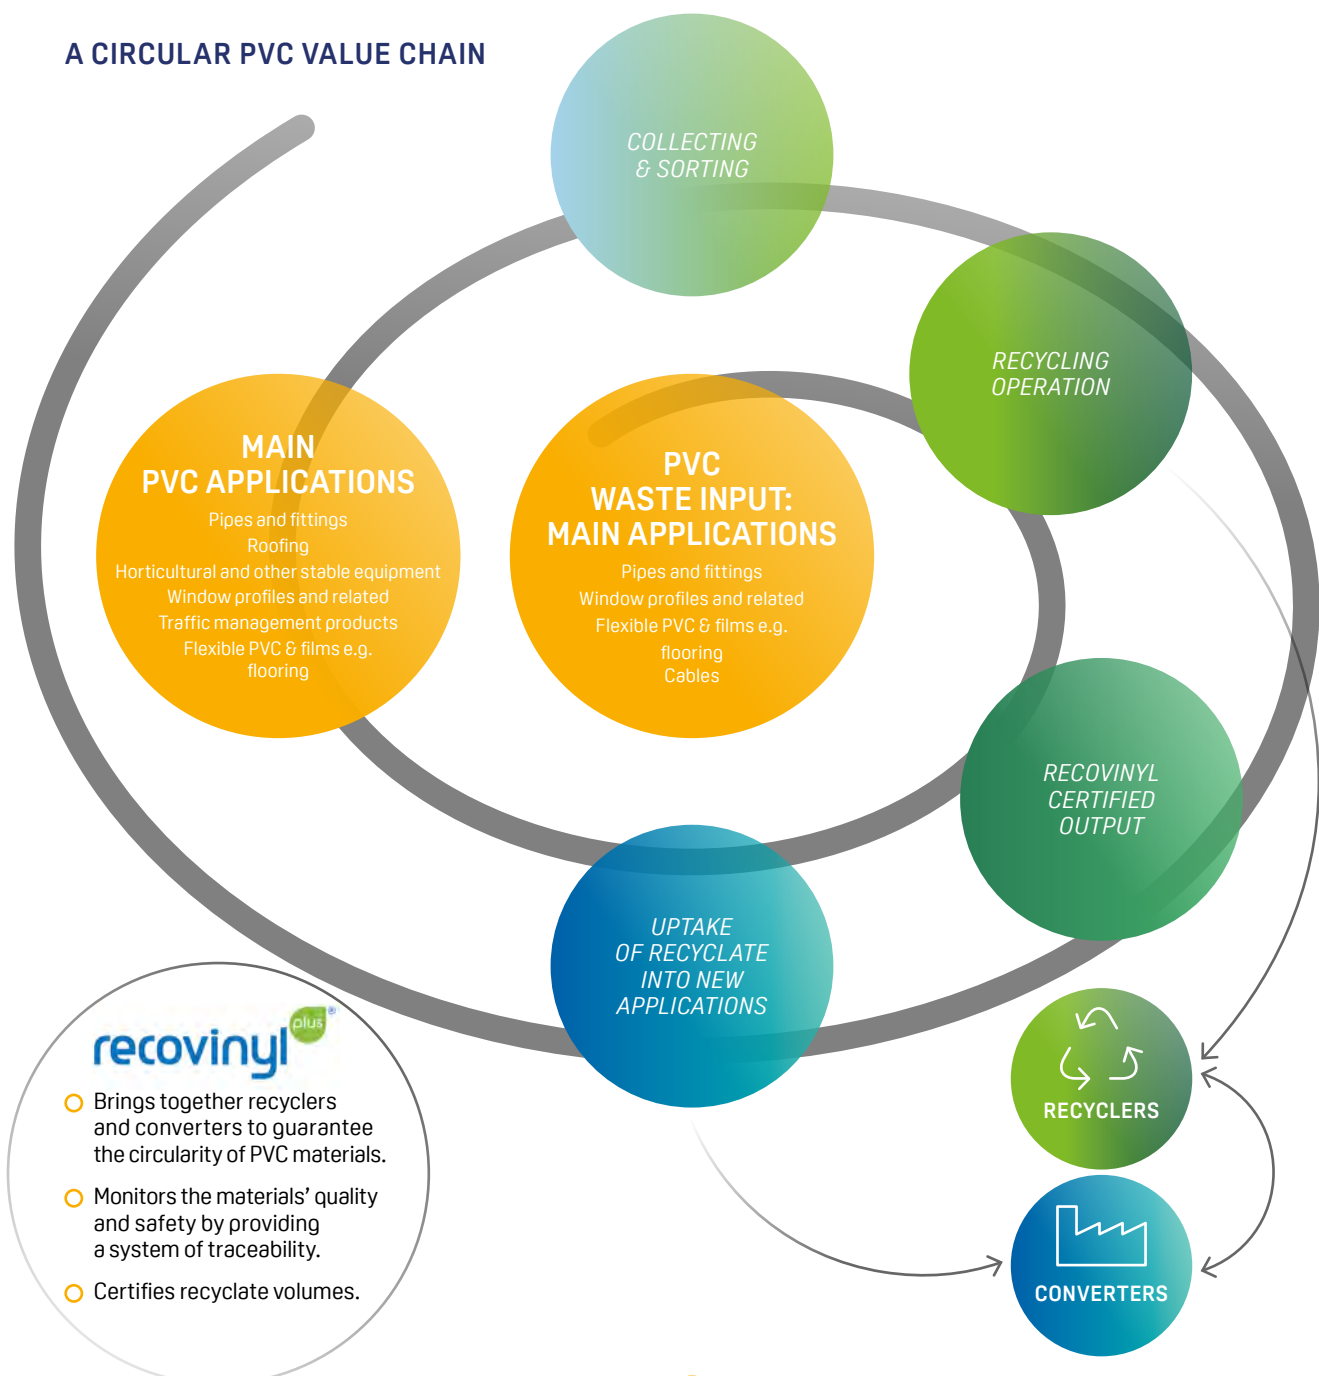 A CIRCULAR PVC VALUE CHAIN
COLLECTING
& SORTING
RECYCLING
OPERATION
MAIN
PVC APPLICATIONS
Pipes and fittings
Roofing
Horticultural and other stable equipment
Window profiles and related
Traffic management products
Flexible PVC & films e.g.
flooring
PVC
WASTE INPUT:
MAIN APPLICATIONS
Pipes and fittings
Window profiles and related
Flexible PVC & films e.g.
flooring
Cables
RECOVINYL
CERTIFIED
OUTPUT
UPTAKE
OF RECYCLATE
INTO NEW
APPLICATIONS
recovinyl plus®
Brings together recyclers
and converters to guarantee
the circularity of PVC materials.
Monitors the materials’ quality
and safety by providing
a system of traceability.
Certifies recyclate volumes.
RECYCLERS
CONVERTERS